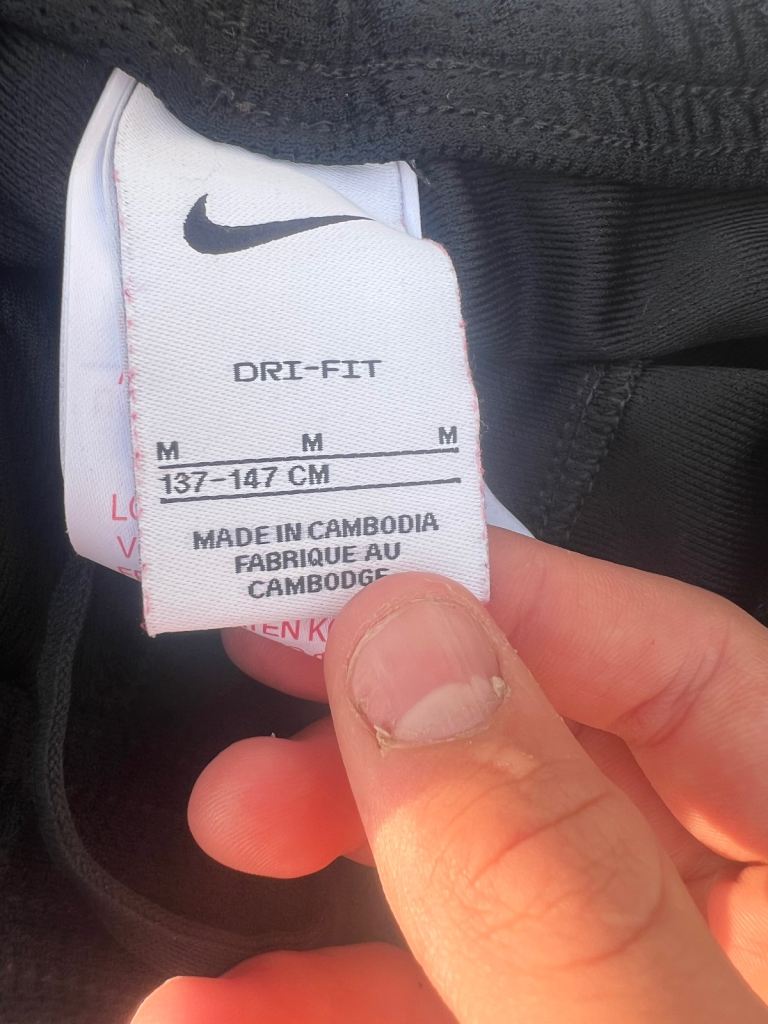 DRI-FIT
M M M
137-147 CM
MADE IN CAMBODIA
FABRIQUE AU
CAMBODGE